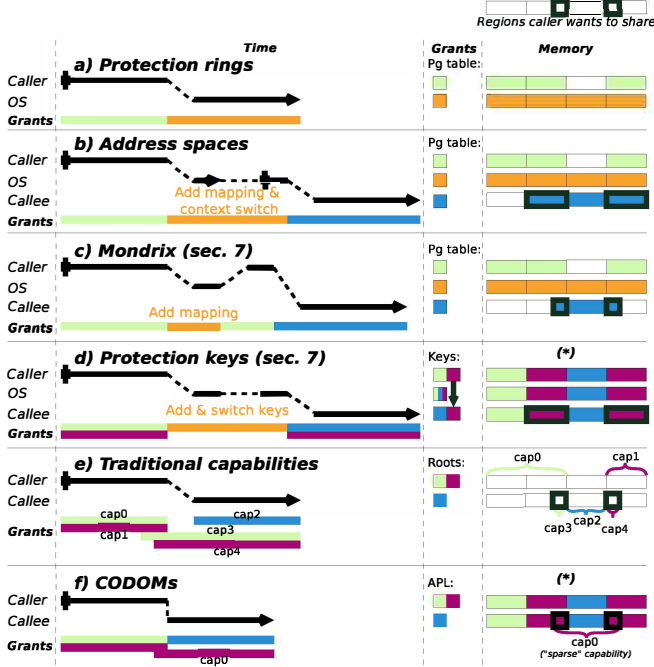 Regions caller wants to share
Time
Grants
Memory
a) Protection rings
Pg table:
Caller
OS
Grants
b) Address spaces
Pg table:
Caller
OS
Add mapping &
context switch
Callee
Grants
c) Mondrix (sec. 7)
Pg table:
Caller
OS
Callee
Add mapping
Grants
d) Protection keys (sec. 7)
Keys:
(*)
Caller
OS
Callee
Add & switch keys
Grants
e) Traditional capabilities
Roots:
cap0
cap1
Caller
Callee
cap0
cap2
cap3
cap2
cap4
Grants
cap1
cap3
cap4
f) CODOMs
APL:
(*)
Caller
Callee
Grants
cap0
cap0
("sparse" capability)